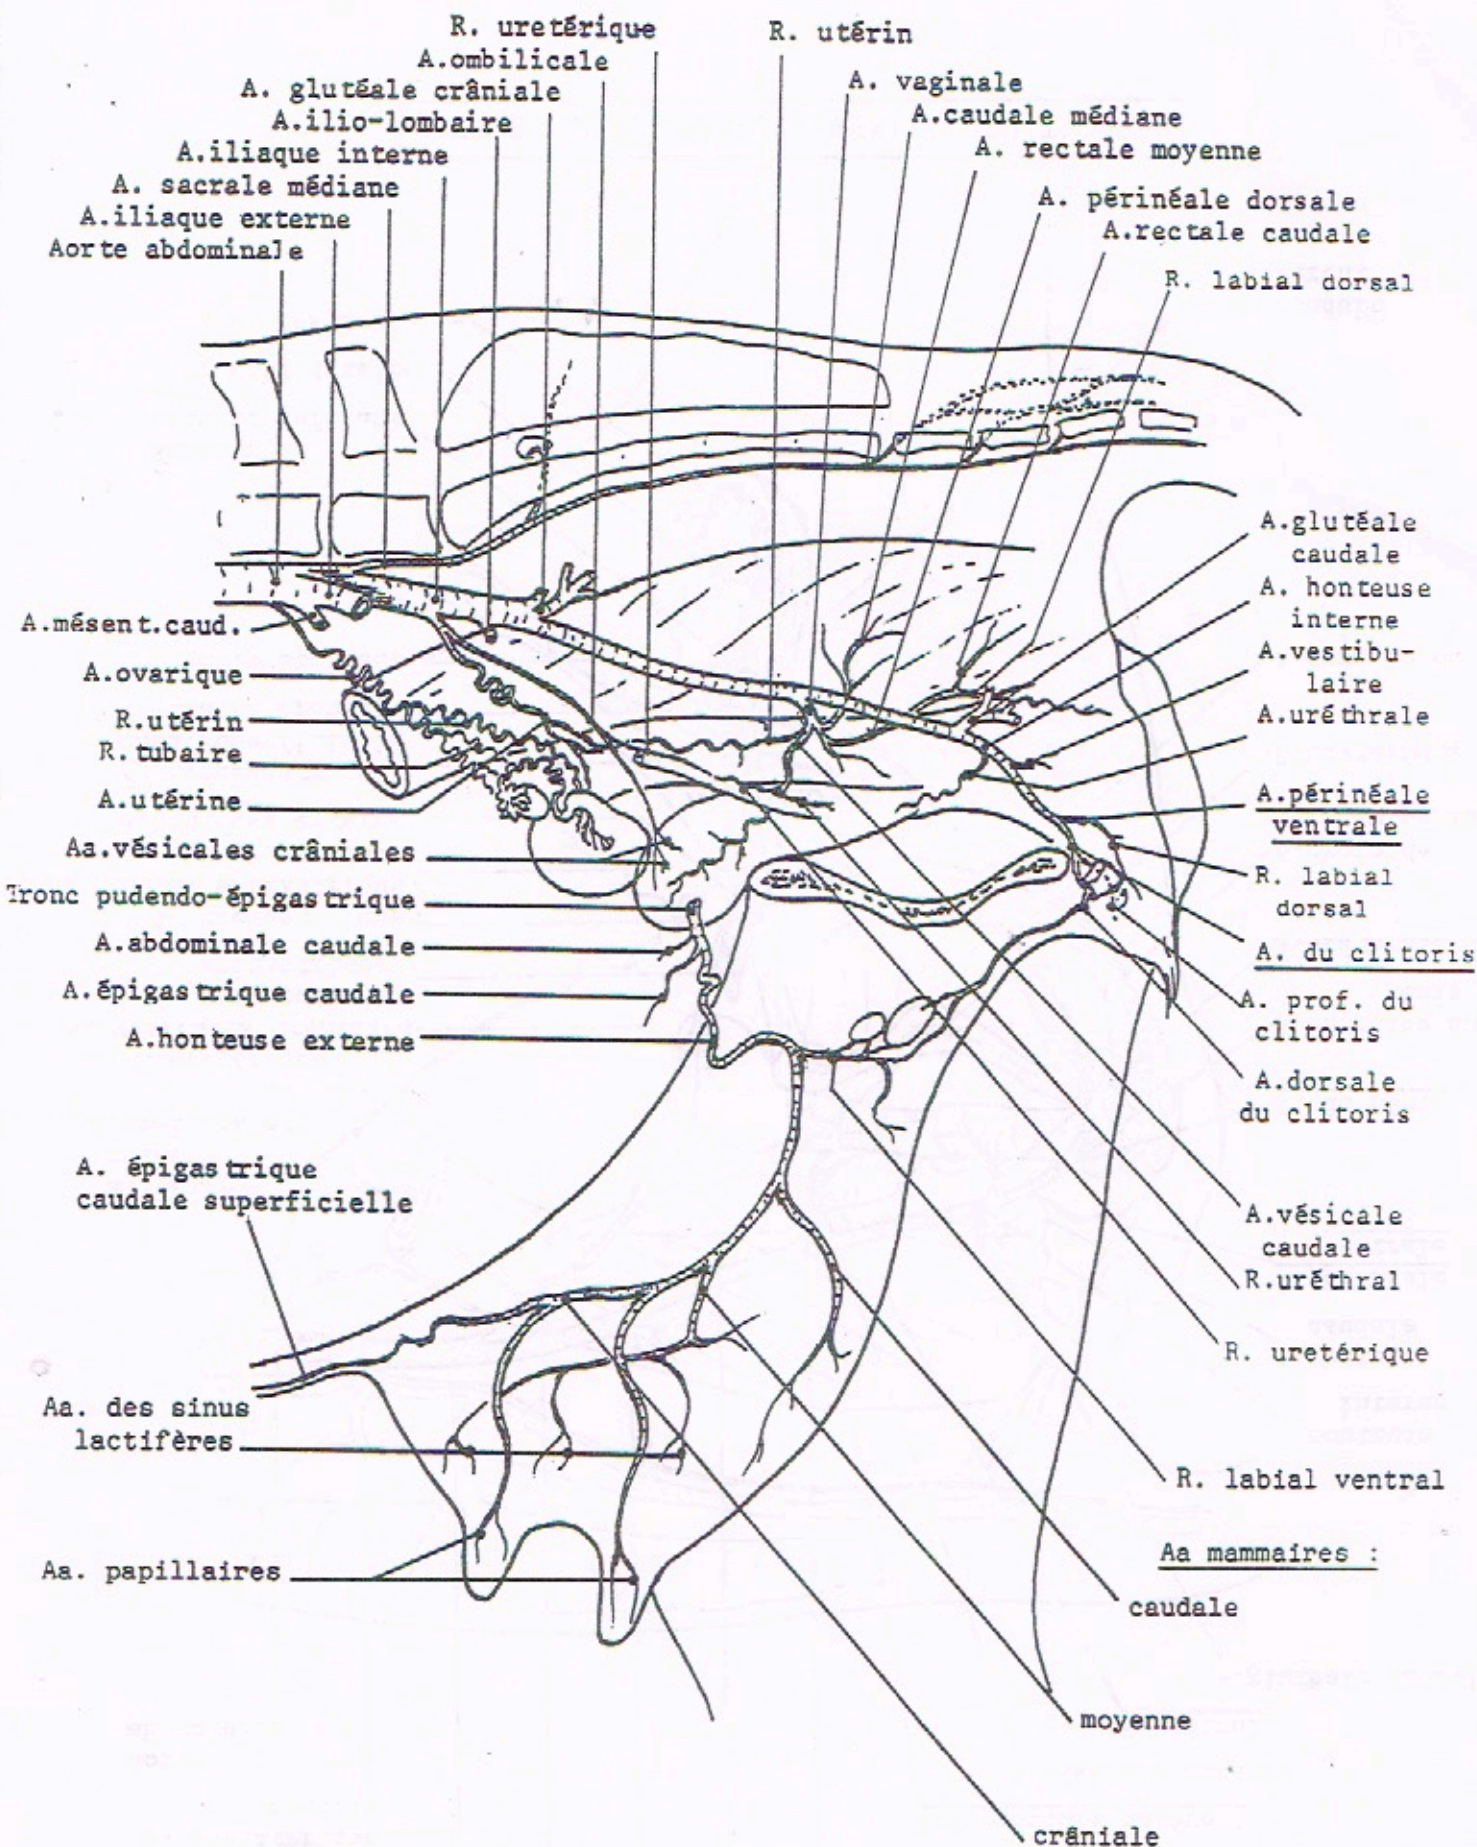 R. uretérique
R. utérin
A.ombilicale
A. vaginale
A. glutéale crâniale
A.caudale médiane
A.ilio-lombaire
A. rectale moyenne
A.iliaque interne
A. sacrale médiane
A. périnéale dorsale
A.iliaque externe
A.rectale caudale
Aorte abdominale
R. labial dorsal
A.glutéale
caudale
A. honteuse
interne
A.vestibu-
laire
A.uréthrale
A.périnéale
ventrale
R. labial
dorsal
A. du clitoris
A. prof. du
clitoris
A.dorsale
du clitoris
A.mésent.caud.
A.ovarique
R.utérin
R.tubaire
A.utérine
Aa.vésicales crâniales
Tronc pudendo-épigastrique
A.abdominale caudale
A.épigastrique caudale
A.honteuse externe
A. épigastrique
caudale superficielle
A.vésicale
caudale
R.uréthral
R. uretérique
Aa. des sinus
lactifères
R. labial ventral
Aa. papillaires
Aa mammaires :
caudale
moyenne
crâniale